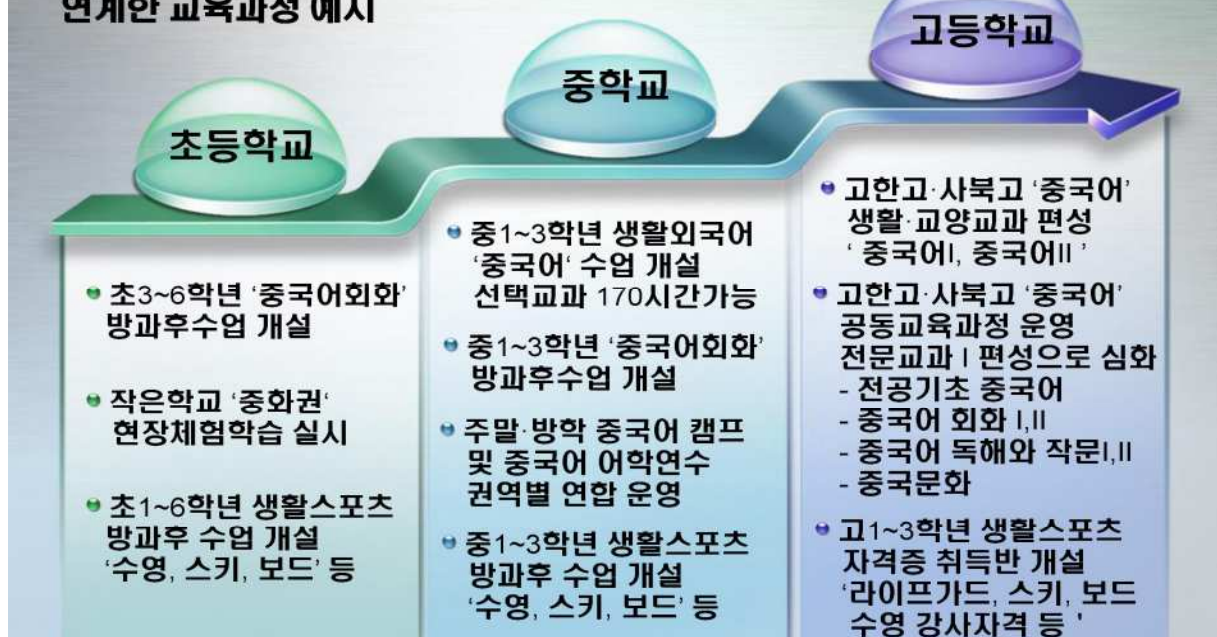 연계한 교육과정 예시
초등학교
초3~6학년 ‘중국어회화’
방과후수업 개설
작은학교 ‘중화권‘
현장체험학습 실시
초1~6학년 생활스포츠
방과후 수업 개설
‘수영, 스키, 보드’ 등
중학교
중1~3학년 생활외국어
‘중국어‘ 수업 개설
선택교과 170시간가능
중1~3학년 ‘중국어회화’
방과후수업 개설
주말·방학 중국어 캠프
및 중국어 어학연수
권역별 연합 운영
중1~3학년 생활스포츠
방과후 수업 개설
‘수영, 스키, 보드’ 등
고등학교
고한고·사북고 ‘중국어’
생활·교양교과 편성
‘ 중국어I, 중국어II ’
고한고·사북고 ‘중국어’
공동교육과정 운영
전문교과 I 편성으로 심화
- 전공기초 중국어
- 중국어 회화 I,II
- 중국어 독해와 작문I,II
- 중국문화
고1~3학년 생활스포츠
자격증 취득반 개설
‘라이프가드, 스키, 보드
수영 강사자격 등 '